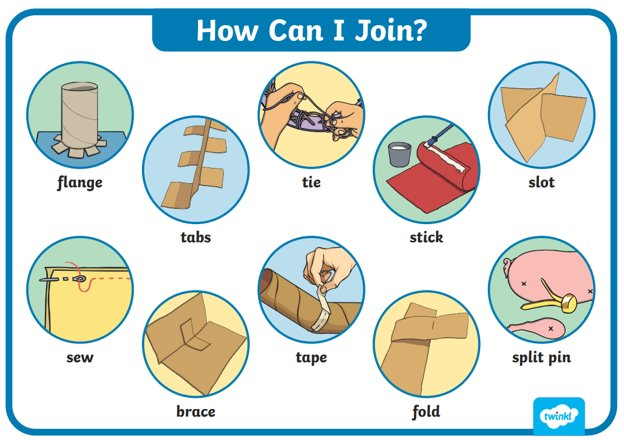 How Can I Join?
flange
tabs
tie
stick
slot
sew
brace
tape
fold
split pin
twinkl